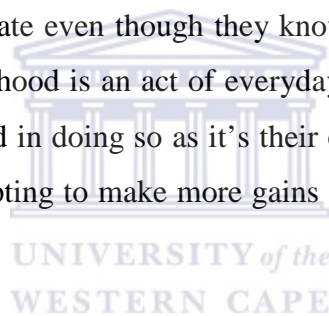 ate even though they know
hood is an act of everyday
d in doing so as it's their
pting to make more gains
UNIVERSITY of the
WESTERN CAPE